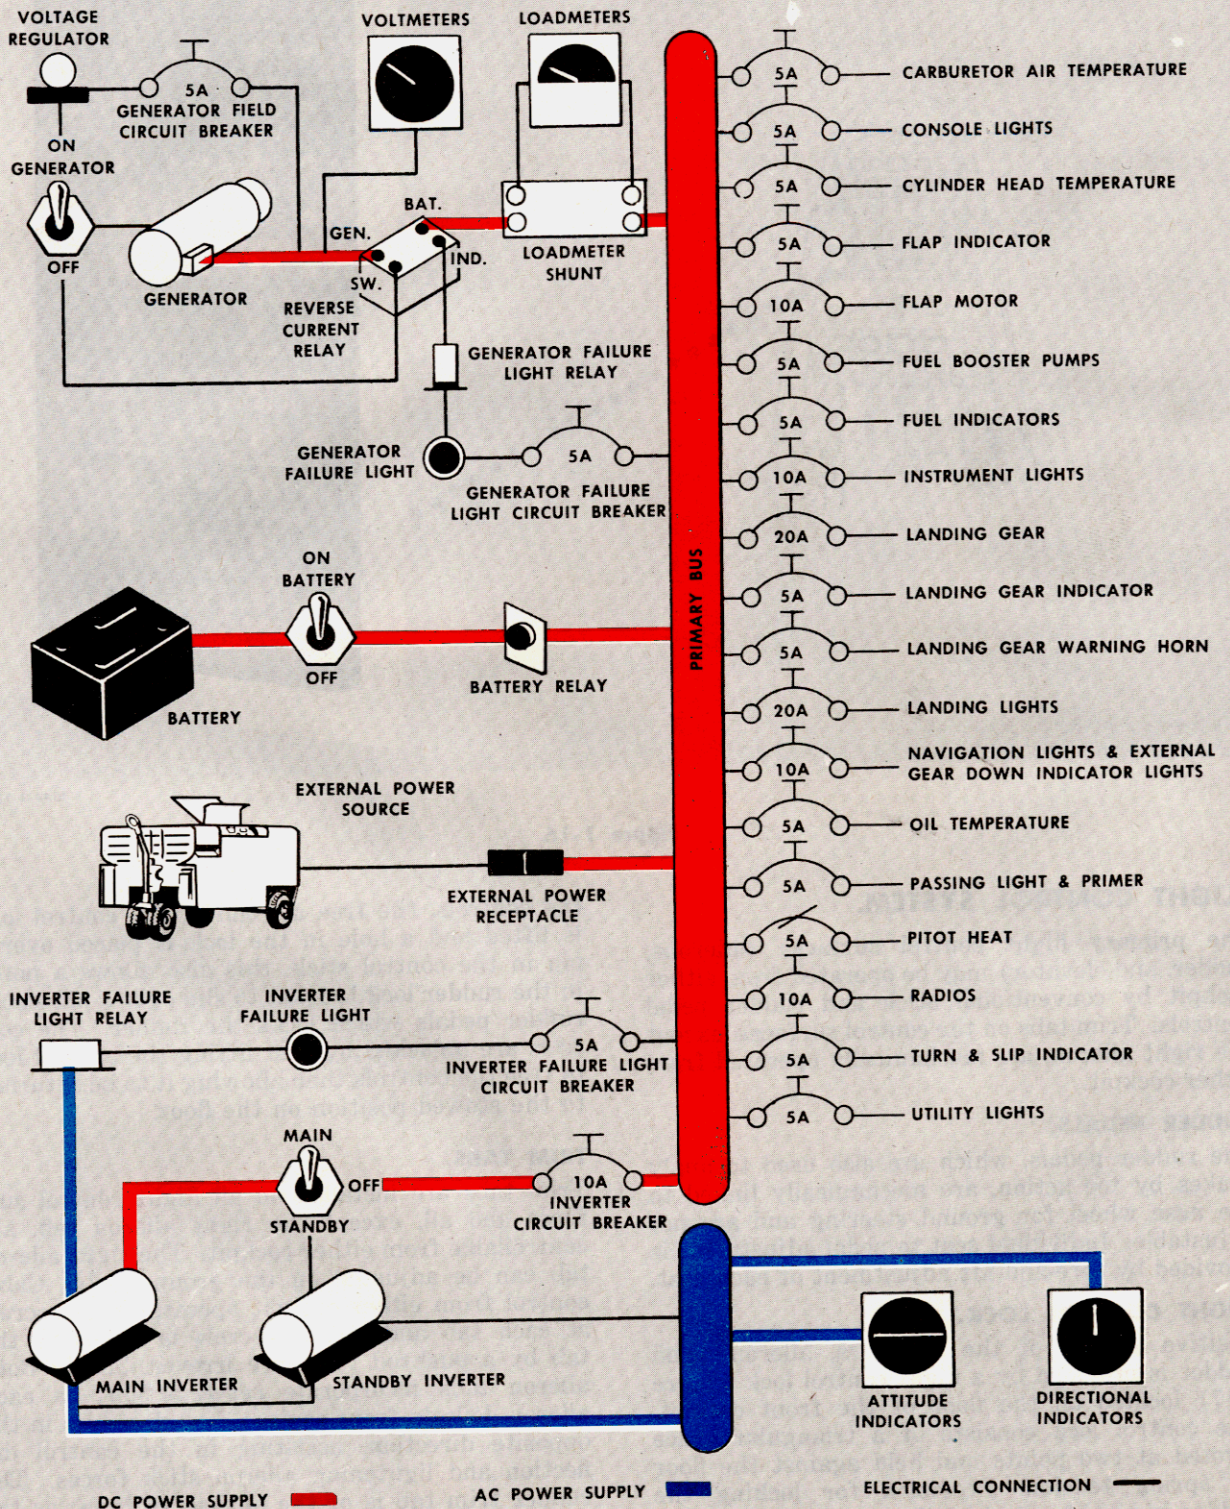 VOLTAGE
REGULATOR
5A
GENERATOR FIELD
CIRCUIT BREAKER
VOLTMETERS
LOADMETERS
ON
GENERATOR
OFF
GENERATOR
GEN.
BAT.
IND.
SW.
REVERSE
CURRENT
RELAY
LOADMETER
SHUNT
GENERATOR FAILURE
LIGHT RELAY
GENERATOR
FAILURE LIGHT
5A
GENERATOR FAILURE
LIGHT CIRCUIT BREAKER
ON
BATTERY
OFF
BATTERY
BATTERY RELAY
EXTERNAL POWER
SOURCE
EXTERNAL POWER
RECEPTACLE
INVERTER FAILURE
LIGHT RELAY
INVERTER
FAILURE LIGHT
5A
INVERTER FAILURE LIGHT
CIRCUIT BREAKER
MAIN
OFF
STANDBY
10A
INVERTER
CIRCUIT BREAKER
MAIN INVERTER
STANDBY INVERTER
PRIMARY BUS
5A CARBURETOR AIR TEMPERATURE
5A CONSOLE LIGHTS
5A CYLINDER HEAD TEMPERATURE
5A FLAP INDICATOR
10A FLAP MOTOR
5A FUEL BOOSTER PUMPS
5A FUEL INDICATORS
10A INSTRUMENT LIGHTS
20A LANDING GEAR
5A LANDING GEAR INDICATOR
5A LANDING GEAR WARNING HORN
20A LANDING LIGHTS
10A NAVIGATION LIGHTS & EXTERNAL
GEAR DOWN INDICATOR LIGHTS
5A OIL TEMPERATURE
5A PASSING LIGHT & PRIMER
5A PITOT HEAT
10A RADIOS
5A TURN & SLIP INDICATOR
5A UTILITY LIGHTS
ATTITUDE
INDICATORS
DIRECTIONAL
INDICATORS
DC POWER SUPPLY
AC POWER SUPPLY
ELECTRICAL CONNECTION